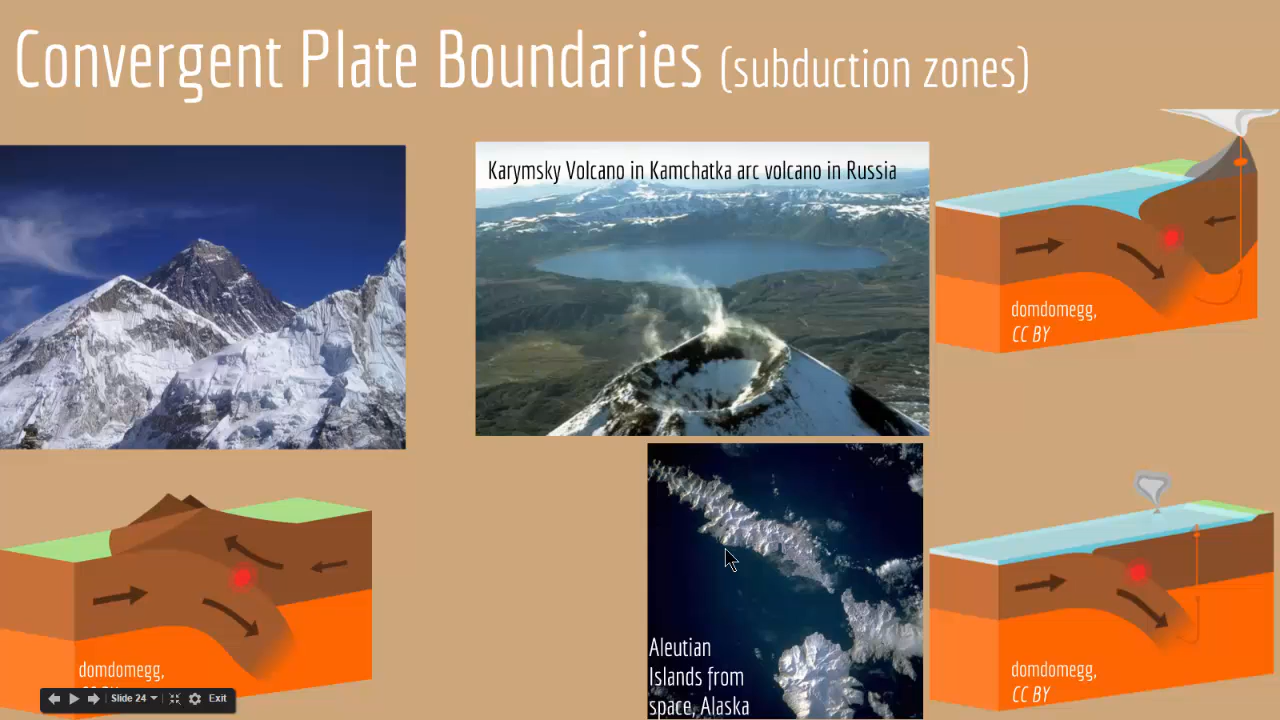 Convergent Plate Boundaries (subduction zones)
Karymsky Volcano in Kamchatka arc volcano in Russia
domdomegg,
CC BY
Aleutian
Islands from
space, Alaska
domdomegg,
CC BY
domdomegg,
Slide 24
Exit